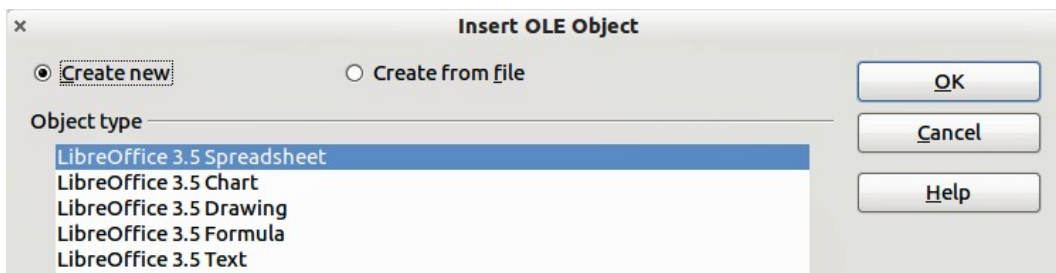 Insert OLE Object
Create new
Create from file
OK
Object type
Cancel
LibreOffice 3.5 Spreadsheet
LibreOffice 3.5 Chart
Help
LibreOffice 3.5 Drawing
LibreOffice 3.5 Formula
LibreOffice 3.5 Text